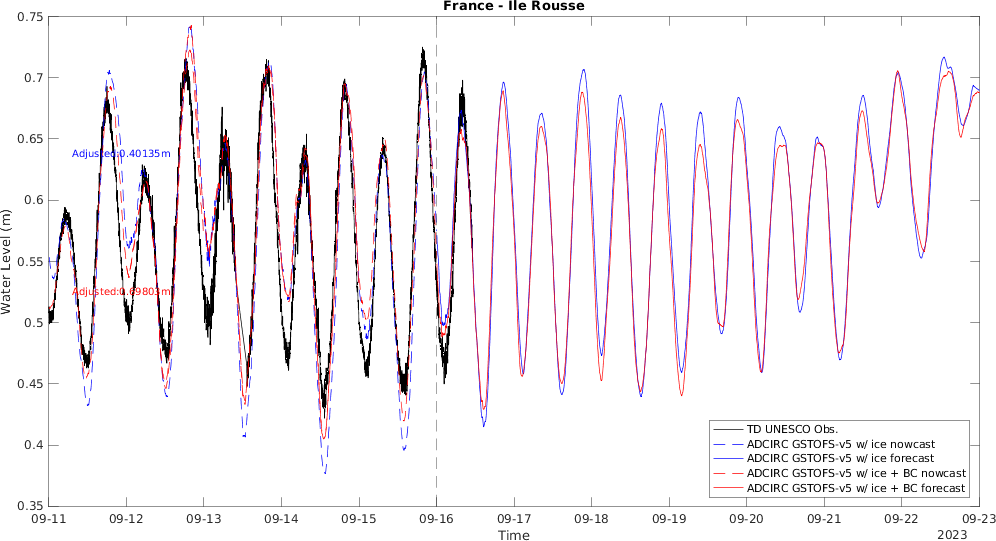 France - Ile Rousse
0.75
0.7
0.65
0.6
0.55
0.5
0.45
0.4
0.35
Water Level (m)
Adjusted:0.40135m
Adjusted:0.69803m
TD UNESCO Obs.
ADCIRC GSTOFS-v5 w/ ice nowcast
ADCIRC GSTOFS-v5 w/ ice forecast
ADCIRC GSTOFS-v5 w/ ice + BC nowcast
ADCIRC GSTOFS-v5 w/ ice + BC forecast
09-11 09-12 09-13 09-14 09-15 09-16 09-17 09-18 09-19 09-20 09-21 09-22 09-23
Time
2023